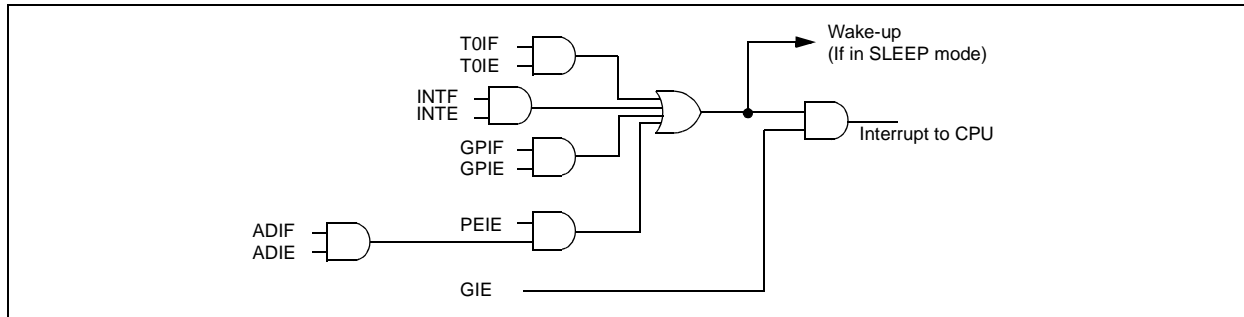 T0IF
T0IE
INTF
INTE
GPIF
GPIE
ADIF
ADIE
PEIE
GIE
Wake-up
(If in SLEEP mode)
Interrupt to CPU